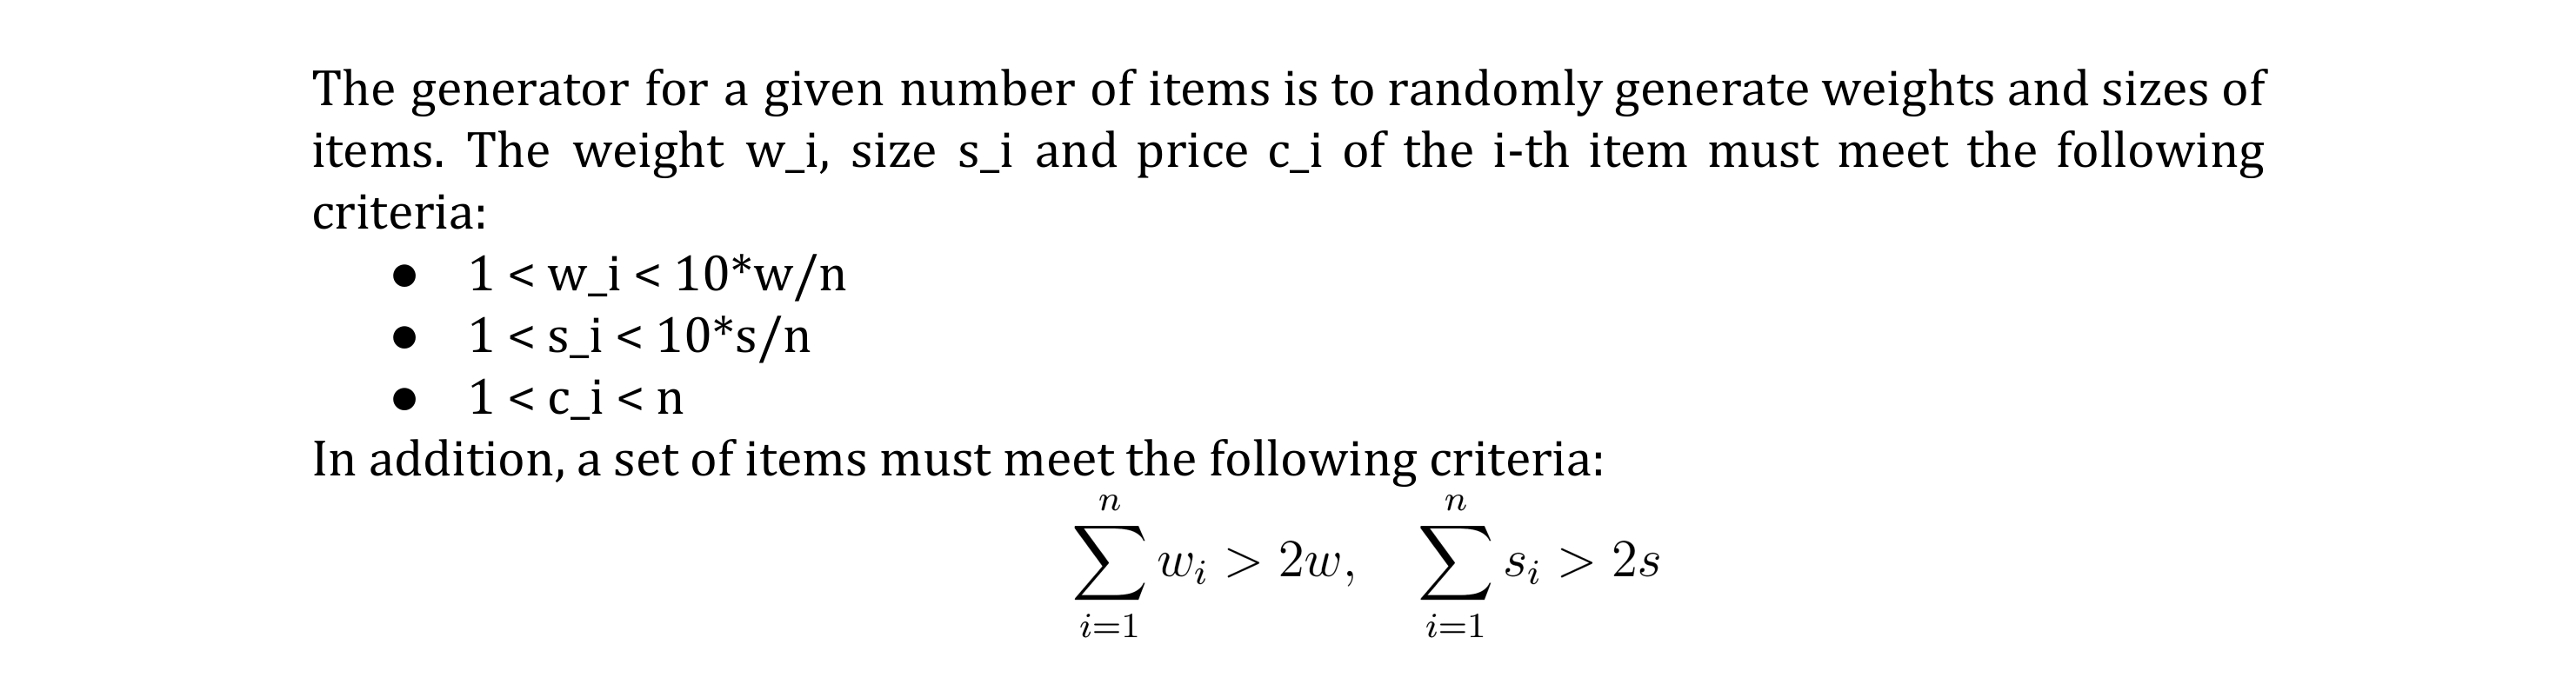 The generator for a given number of items is to randomly generate weights and sizes of
items. The weight w_i, size s_i and price c_i of the i-th item must meet the following
criteria:
● 1 < w_i < 10*w/n
● 1 < s_i < 10*s/n
● 1 < c_i < n
In addition, a set of items must meet the following criteria:
\sum_{i=1}^{n} w_i > 2w, \sum_{i=1}^{n} s_i > 2s